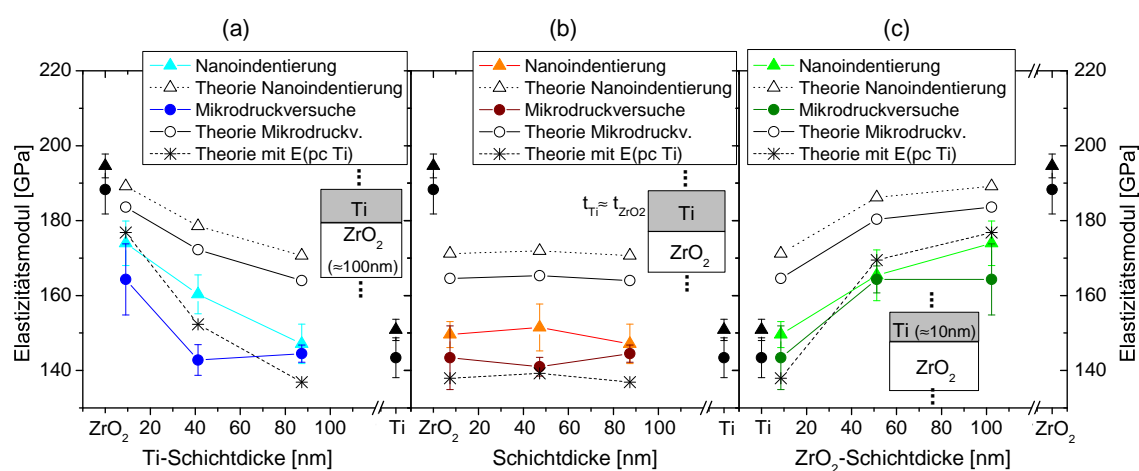 (a)
(b)
(c)
Nanoindentierung
Theorie Nanoindentierung
Mikrodruckversuche
Theorie Mikrodruckv.
Theorie mit E(pc Ti)
Nanoindentierung
Theorie Nanoindentierung
Mikrodruckversuche
Theorie Mikrodruckv.
Theorie mit E(pc Ti)
Nanoindentierung
Theorie Nanoindentierung
Mikrodruckversuche
Theorie Mikrodruckv.
Theorie mit E(pc Ti)
Elastizitätsmodul [GPa]
220
200
180
160
140
Ti
ZrO₂
(≈100nm)
t_Ti ≈ t_ZrO2
Ti
ZrO₂
Ti (≈10nm)
ZrO₂
220
200
180
160
140
Elastizitätsmodul [GPa]
ZrO₂ 20 40 60 80 100 Ti
ZrO₂ 20 40 60 80 100 Ti
Ti 20 40 60 80 100 ZrO₂
Ti-Schichtdicke [nm]
Schichtdicke [nm]
ZrO₂-Schichtdicke [nm]